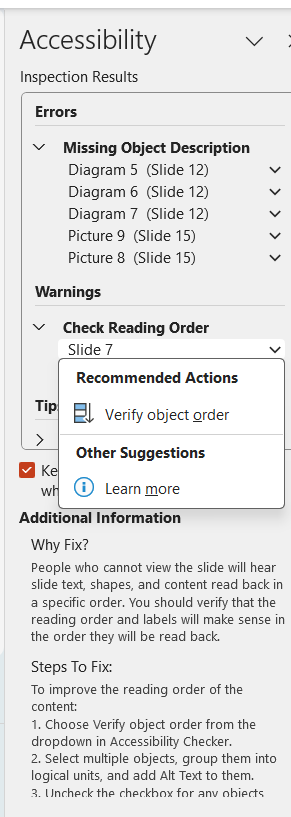 Accessibility
Inspection Results
Errors
Missing Object Description
Diagram 5 (Slide 12)
Diagram 6 (Slide 12)
Diagram 7 (Slide 12)
Picture 9 (Slide 15)
Picture 8 (Slide 15)
Warnings
Check Reading Order
Slide 7
Recommended Actions
Verify object order
Other Suggestions
Learn more
Additional Information
Why Fix?
People who cannot view the slide will hear
slide text, shapes, and content read back in
a specific order. You should verify that the
reading order and labels will make sense in
the order they will be read back.
Steps To Fix:
To improve the reading order of the
content:
1. Choose Verify object order from the
dropdown in Accessibility Checker.
2. Select multiple objects, group them into
logical units, and add Alt Text to them.
3. Uncheck the checkbox for any objects